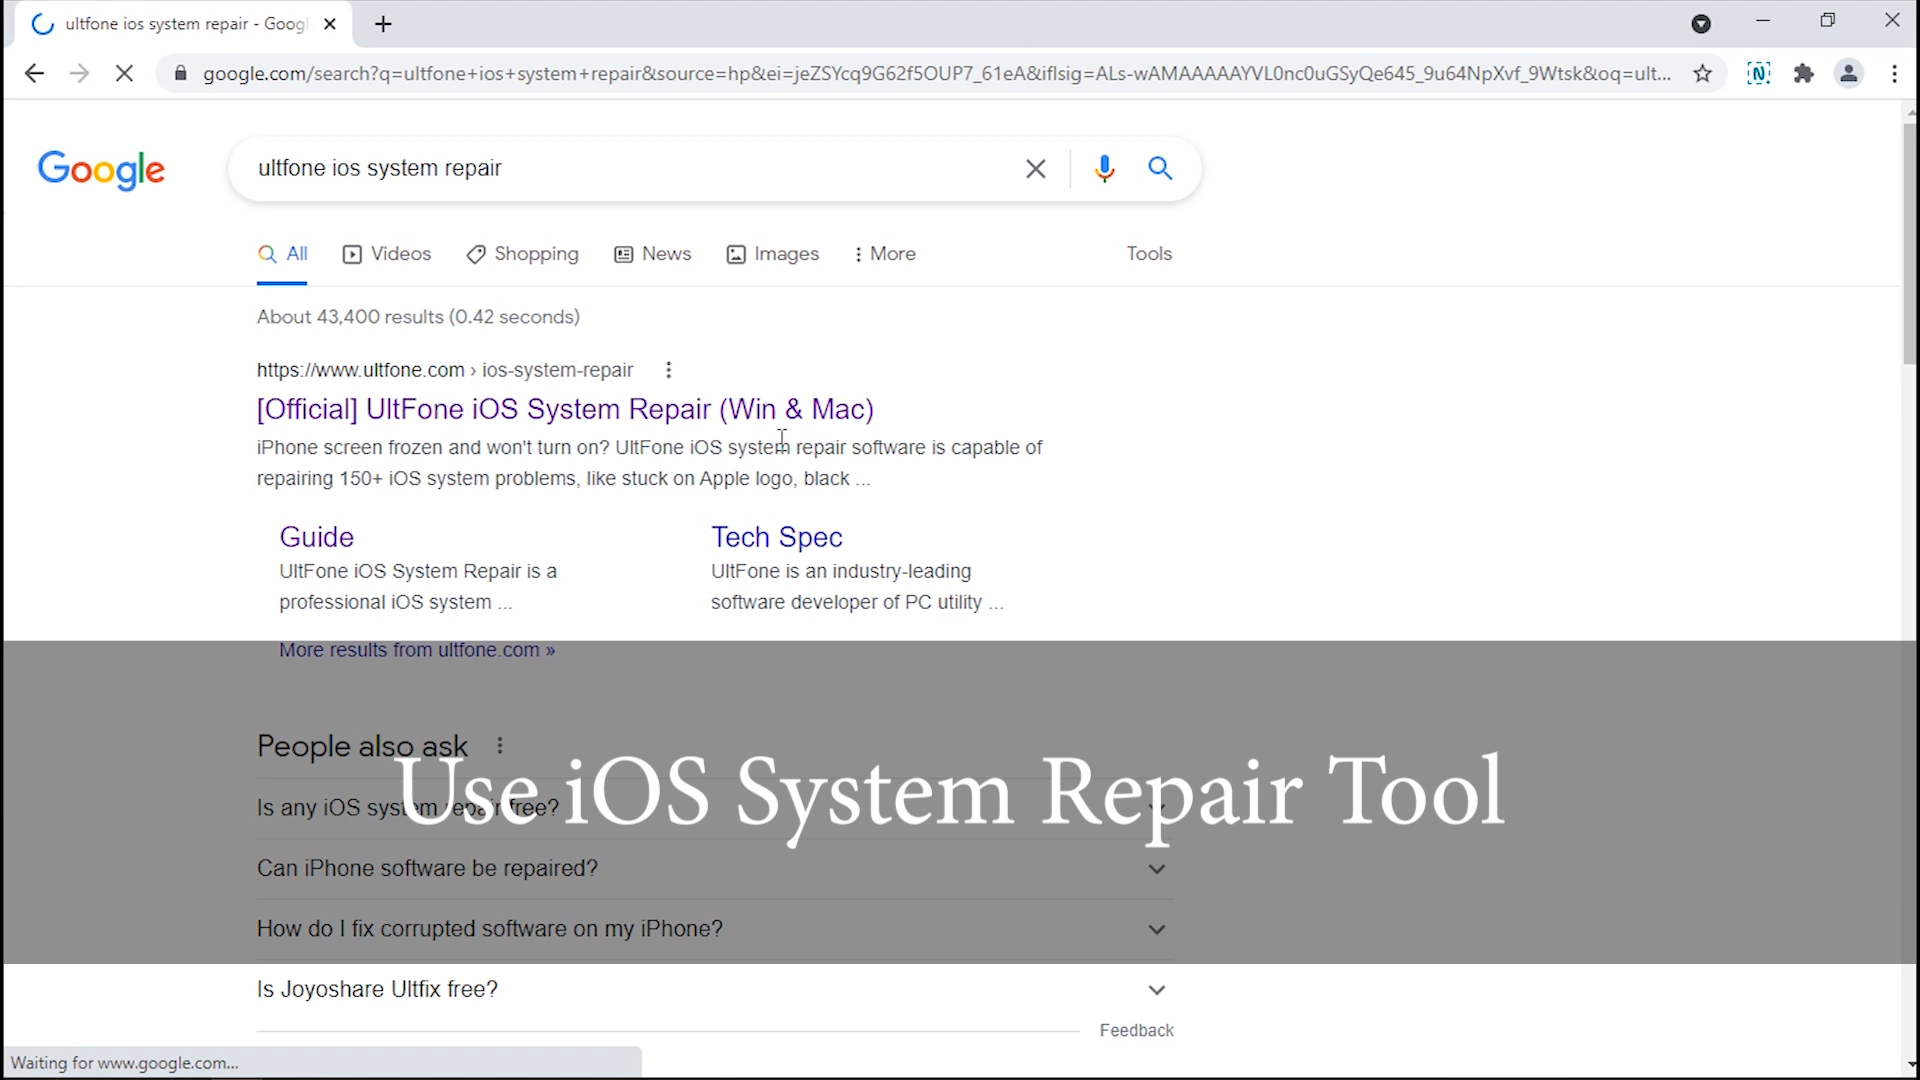 ultfone ios system repair - Googl
google.com/search?q=ultfone+ios+system+repair&source=hp&ei=jeZSYcq9G62f5OUP7_61eA&iflsig=ALs-wAMAAAAAYVL0nc0uGSyQe645_9u64NpXvf_9Wtsk&oq=ult...
Google
ultfone ios system repair
All
Videos
Shopping
News
Images
More
Tools
About 43,400 results (0.42 seconds)
https://www.ultfone.com › ios-system-repair
[Official] UltFone iOS System Repair (Win & Mac)
iPhone screen frozen and won't turn on? UltFone iOS system repair software is capable of
repairing 150+ iOS system problems, like stuck on Apple logo, black ...
Guide
UltFone iOS System Repair is a
professional iOS system ...
Tech Spec
UltFone is an industry-leading
software developer of PC utility ...
More results from ultfone.com »
People also ask
Use iOS System Repair Tool
Is any iOS system repair free?
Can iPhone software be repaired?
How do I fix corrupted software on my iPhone?
Is Joyoshare Ultfix free?
Feedback
Waiting for www.google.com...